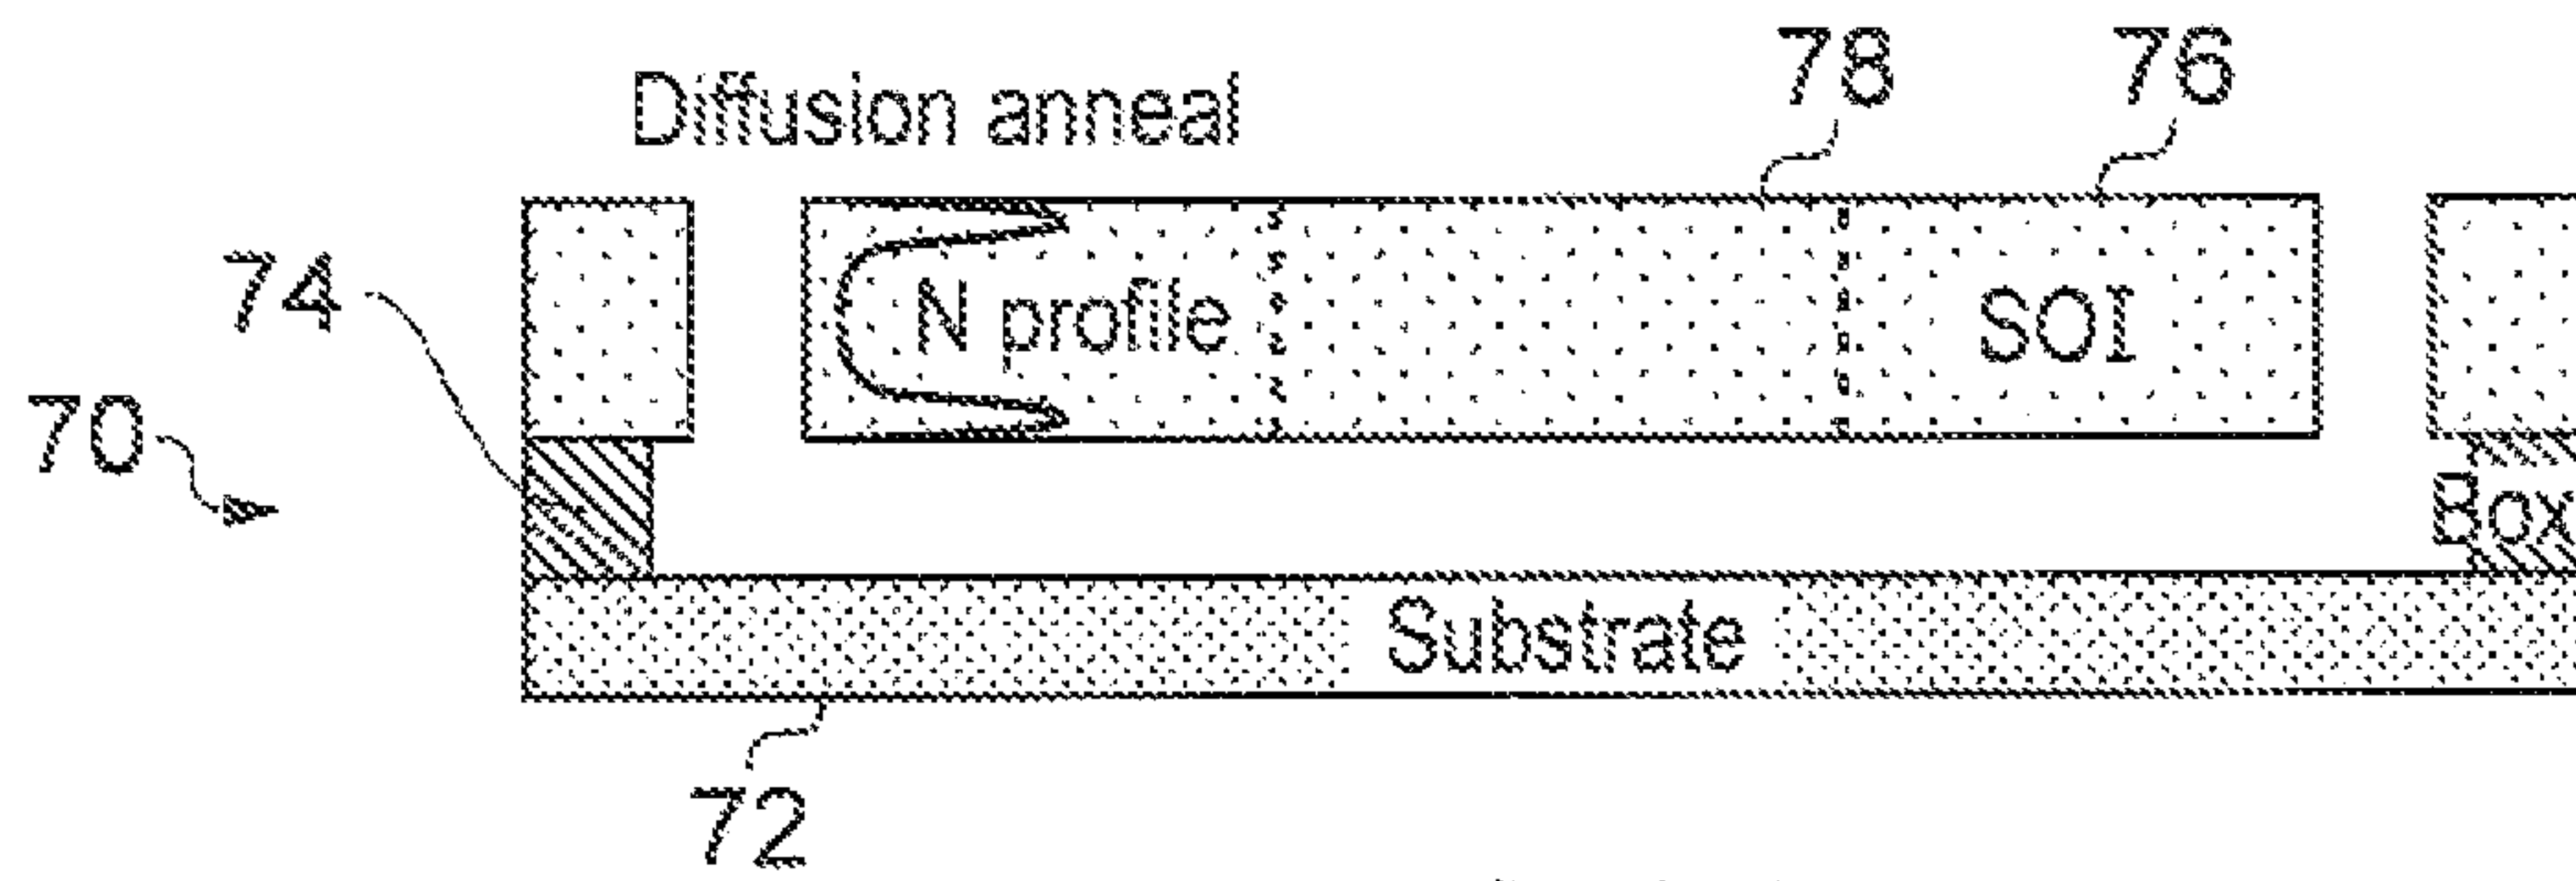 78 76
Diffusion anneal
74
N profile
SOI
70
Box
Substrate
72